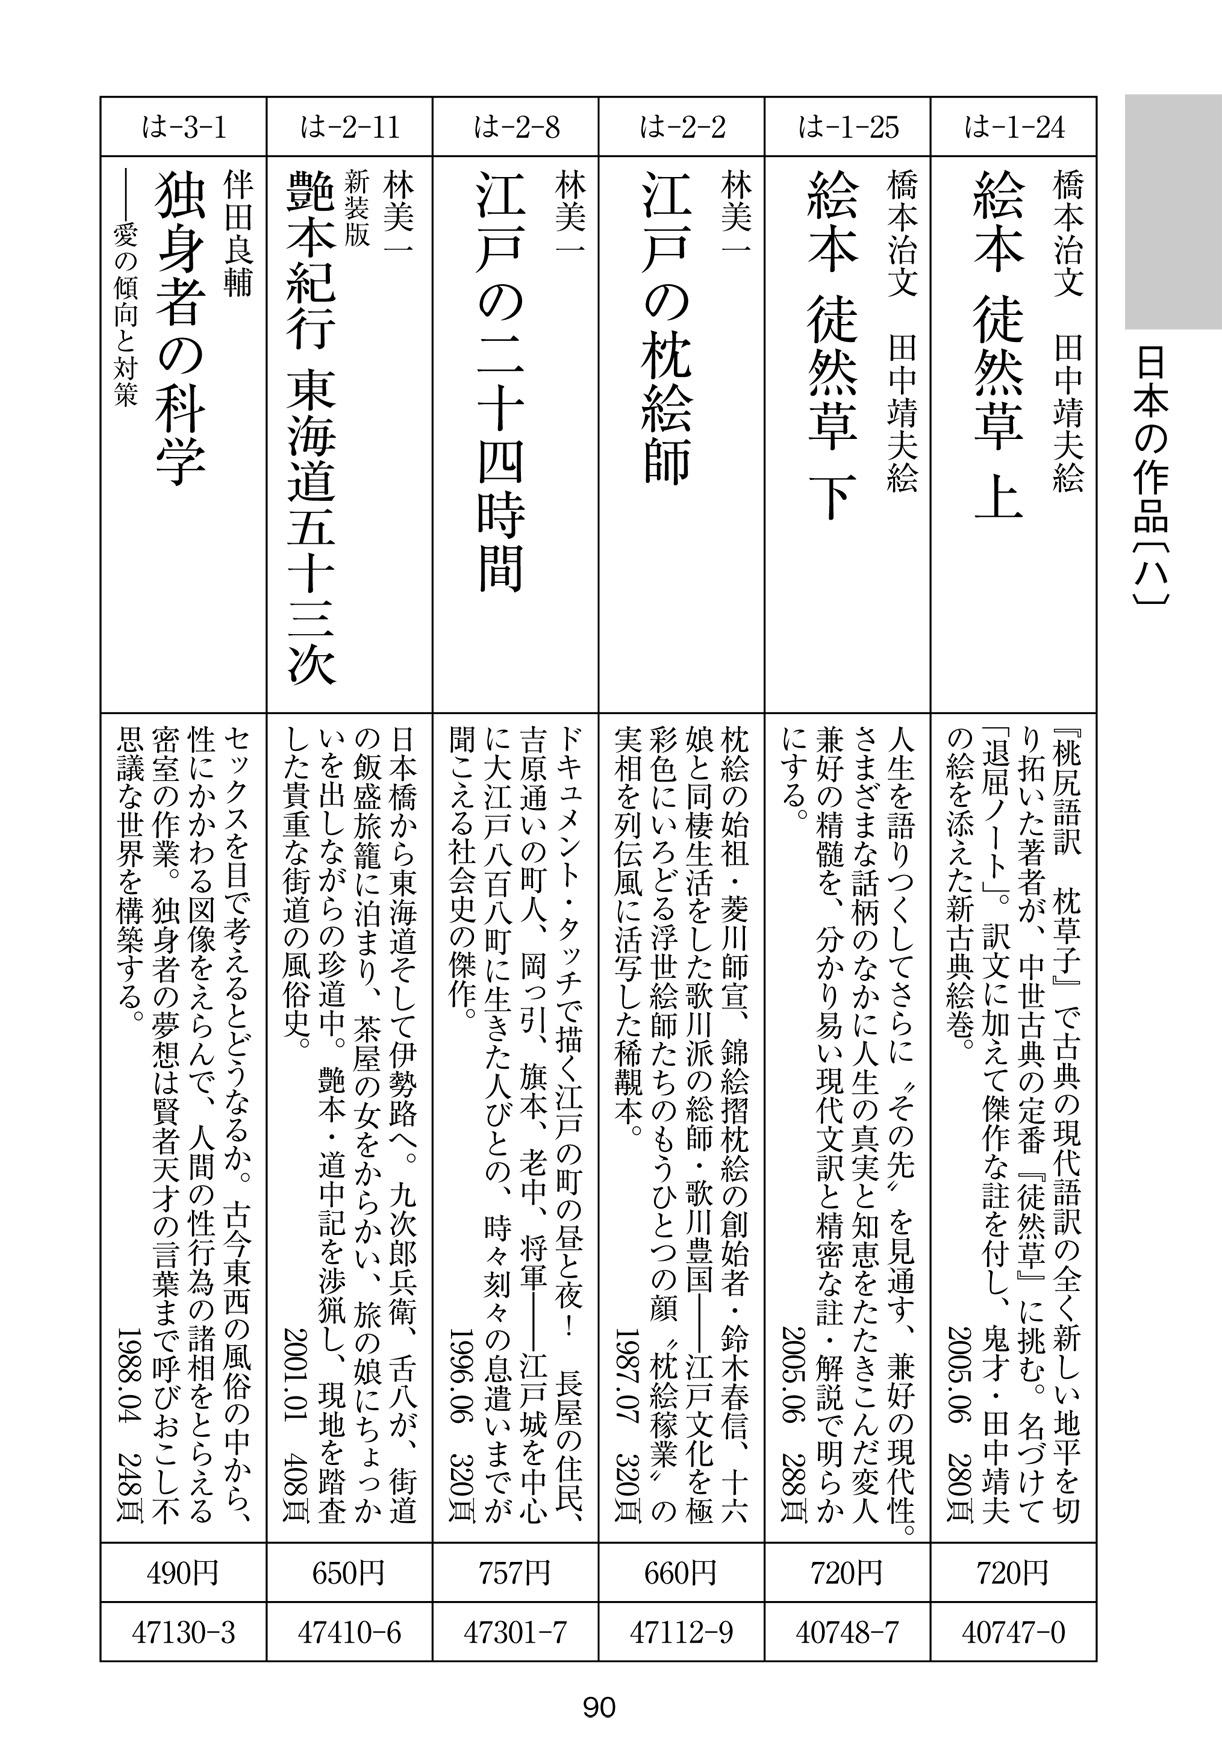 日本の作品〔ハ〕
は-1-24
橋本治文　田中靖夫絵
絵本 徒然草 上
『桃尻語訳　枕草子』で古典の現代語訳の全く新しい地平を切
り拓いた著者が、中世古典の定番『徒然草』に挑む。名づけて
「退屈ノート」。訳文に加えて傑作な註を付し、鬼才・田中靖夫
の絵を添えた新古典絵巻。　2005.06　280頁
720円
40747-0
は-1-25
橋本治文　田中靖夫絵
絵本 徒然草 下
人生を語りつくしてさらに〝その先〟を見通す、兼好の現代性。
さまざまな話柄のなかに人生の真実と知恵をたたきこんだ変人
兼好の精髄を、分かり易い現代文訳と精密な註・解説で明らか
にする。　2005.06　288頁
720円
40748-7
は-2-2
林美一
江戸の枕絵師
枕絵の始祖・菱川師宣、錦絵摺枕絵の創始者・鈴木春信、十六
娘と同棲生活をした歌川派の総師・歌川豊国——江戸文化を極
彩色にいろどる浮世絵師たちのもうひとつの顔〝枕絵稼業〟の
実相を列伝風に活写した稀覯本。　1987.07　320頁
660円
47112-9
は-2-8
林美一
江戸の二十四時間
ドキュメント・タッチで描く江戸の町の昼と夜！　長屋の住民、
吉原通いの町人、岡っ引、旗本、老中、将軍——江戸城を中心
に大江戸八百八町に生きた人びとの、時々刻々の息遣いまでが
聞こえる社会史の傑作。　1996.06　320頁
757円
47301-7
は-2-11
林美一
新装版
艶本紀行 東海道五十三次
日本橋から東海道そして伊勢路へ。九次郎兵衛、舌八が、街道
の飯盛旅籠に泊まり、茶屋の女をからかい、旅の娘にちょっか
いを出しながらの珍道中。艶本・道中記を渉猟し、現地を踏査
した貴重な街道の風俗史。　2001.01　408頁
650円
47410-6
は-3-1
伴田良輔
独身者の科学
——愛の傾向と対策
セックスを目で考えるとどうなるか。古今東西の風俗の中から、
性にかかわる図像をえらんで、人間の性行為の諸相をとらえる
密室の作業。独身者の夢想は賢者天才の言葉まで呼びおこし不
思議な世界を構築する。　1988.04　248頁
490円
47130-3
90